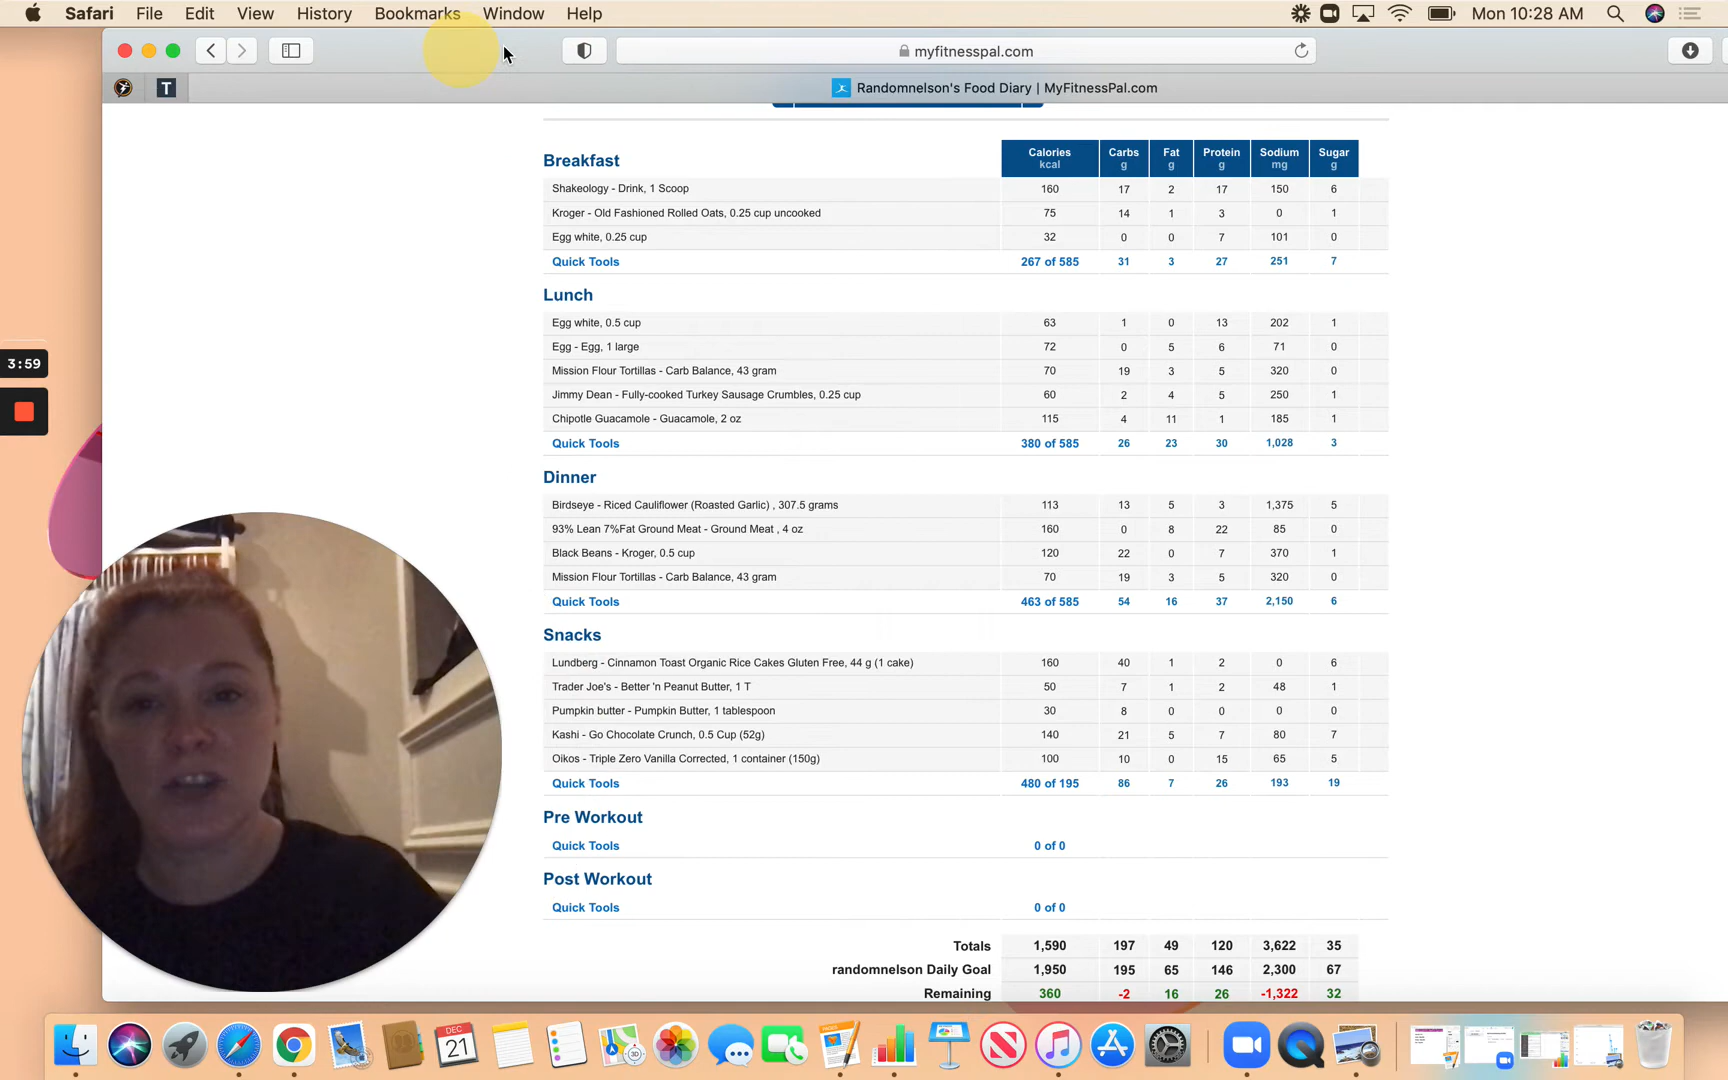 Safari File Edit View History Bookmarks Window Help Mon 10:28 AM
myfitnesspal.com
T Randomnelson's Food Diary | MyFitnessPal.com
Breakfast Calories kcal Carbs g Fat g Protein g Sodium mg Sugar g
Shakeology - Drink, 1 Scoop 160 17 2 17 150 6
Kroger - Old Fashioned Rolled Oats, 0.25 cup uncooked 75 14 1 3 0 1
Egg white, 0.25 cup 32 0 0 7 101 0
Quick Tools 267 of 585 31 3 27 251 7
Lunch
Egg white, 0.5 cup 63 1 0 13 202 1
Egg - Egg, 1 large 72 0 5 6 71 0
3:59
Mission Flour Tortillas - Carb Balance, 43 gram 70 19 3 5 320 0
Jimmy Dean - Fully-cooked Turkey Sausage Crumbles, 0.25 cup 60 2 4 5 250 1
Chipotle Guacamole - Guacamole, 2 oz 115 4 11 1 185 1
Quick Tools 380 of 585 26 23 30 1,028 3
Dinner
Birdseye - Riced Cauliflower (Roasted Garlic) , 307.5 grams 113 13 5 3 1,375 5
93% Lean 7%Fat Ground Meat - Ground Meat , 4 oz 160 0 8 22 85 0
Black Beans - Kroger, 0.5 cup 120 22 0 7 370 1
Mission Flour Tortillas - Carb Balance, 43 gram 70 19 3 5 320 0
Quick Tools 463 of 585 54 16 37 2,150 6
Snacks
Lundberg - Cinnamon Toast Organic Rice Cakes Gluten Free, 44 g (1 cake) 160 40 1 2 0 6
Trader Joe's - Better 'n Peanut Butter, 1 T 50 7 1 2 48 1
Pumpkin butter - Pumpkin Butter, 1 tablespoon 30 8 0 0 0 0
Kashi - Go Chocolate Crunch, 0.5 Cup (52g) 140 21 5 7 80 7
Oikos - Triple Zero Vanilla Corrected, 1 container (150g) 100 10 0 15 65 5
Quick Tools 480 of 195 86 7 26 193 19
Pre Workout
Quick Tools 0 of 0
Post Workout
Quick Tools 0 of 0
Totals 1,590 197 49 120 3,622 35
randomnelson Daily Goal 1,950 195 65 146 2,300 67
Remaining 360 -2 16 26 -1,322 32
DEC
21